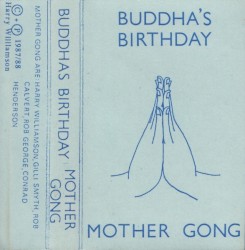 BUDDHA'S
BIRTHDAY
MOTHER GONG
BUDDHAS BIRTHDAY
MOTHER
GONG
MOTHER GONG ARE HARRY WILLIAMSON,GILLI SMYTH,ROB
CALVERT,ROB GEORGE,CONRAD
HENDERSON
©+℗ 1987/88
Harry Williamson